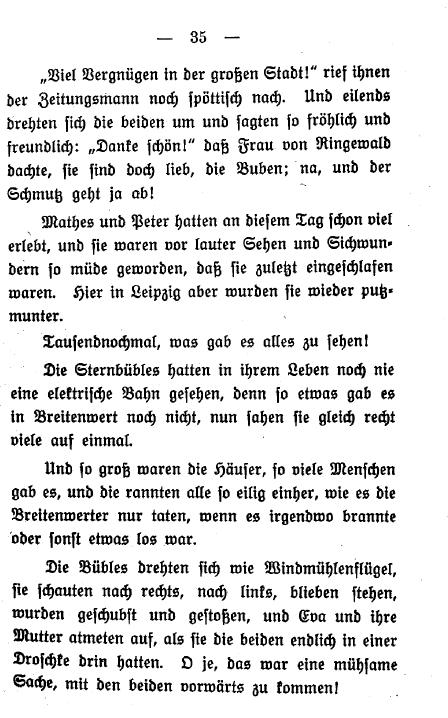 — 35 —
„Viel Vergnügen in der großen Stadt!“ rief ihnen
der Zeitungsmann noch spöttisch nach. Und eilends
drehten sich die beiden um und sagten so fröhlich und
freundlich: „Danke schön!“ daß Frau von Ringewald
dachte, sie sind doch lieb, die Buben; na, und der
Schmutz geht ja ab!
Mathes und Peter hatten an diesem Tag schon viel
erlebt, und sie waren vor lauter Sehen und Sichwun-
dern so müde geworden, daß sie zuletzt eingeschlafen
waren. Hier in Leipzig aber wurden sie wieder putz-
munter.
Tausendnochmal, was gab es alles zu sehen!
Die Sternbübles hatten in ihrem Leben noch nie
eine elektrische Bahn gesehen, denn so etwas gab es
in Breitenwert noch nicht, nun sahen sie gleich recht
viele auf einmal.
Und so groß waren die Häuser, so viele Menschen
gab es, und die rannten alle so eilig einher, wie es die
Breitenwerter nur taten, wenn es irgendwo brannte
oder sonst etwas los war.
Die Bübles drehten sich wie Windmühlenflügel,
sie schauten nach rechts, nach links, blieben stehen,
wurden geschubst und gestoßen, und Eva und ihre
Mutter atmeten auf, als sie die beiden endlich in einer
Droschke drin hatten. O je, das war eine mühsame
Sache, mit den beiden vorwärts zu kommen!